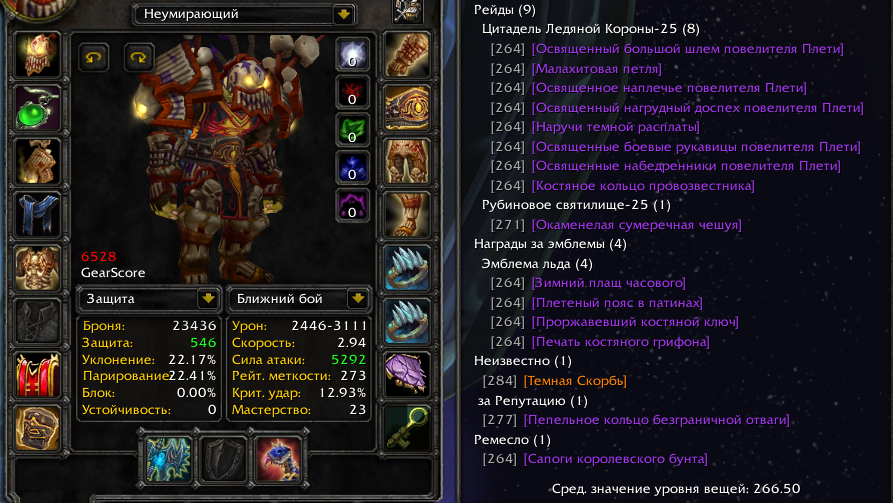 Неумирающий
0
0
0
0
0
6528
GearScore
Защита
Броня: 23436
Защита: 546
Уклонение: 22.17%
Парирование 22.41%
Блок: 0.00%
Устойчивость: 0
Ближний бой
Урон: 2446-3111
Скорость: 2.94
Сила атаки: 5292
Рейт. меткости: 273
Крит. удар: 12.93%
Мастерство: 23
Рейды (9)
Цитадель Ледяной Короны-25 (8)
[264] [Освященный большой шлем повелителя Плети]
[264] [Малахитовая петля]
[264] [Освященное наплечье повелителя Плети]
[264] [Освященный нагрудный доспех повелителя Плети]
[264] [Наручи темной расплаты]
[264] [Освященные боевые рукавицы повелителя Плети]
[264] [Освященные набедренники повелителя Плети]
[264] [Костяное кольцо провозвестника]
Рубиновое святилище-25 (1)
[271] [Окаменелая сумеречная чешуя]
Награды за эмблемы (4)
Эмблема льда (4)
[264] [Зимний плащ часового]
[264] [Плетеный пояс в патинах]
[264] [Проржавевший костяной ключ]
[264] [Печать костяного грифона]
Неизвестно (1)
[284] [Темная Скорбь]
за Репутацию (1)
[277] [Пепельное кольцо безграничной отваги]
Ремесло (1)
[264] [Сапоги королевского бунта]
Сред. значение уровня вещей: 266.50